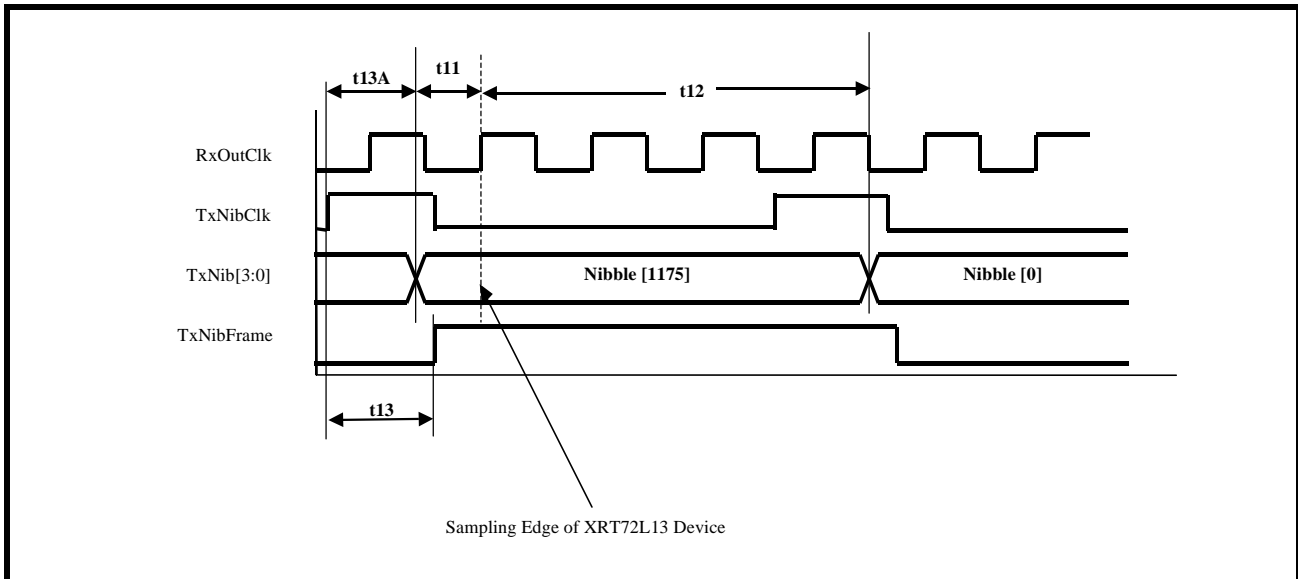 t13A
t11
t12
RxOutClk
TxNibClk
TxNib[3:0]
Nibble [1175]
Nibble [0]
TxNibFrame
t13
Sampling Edge of XRT72L13 Device